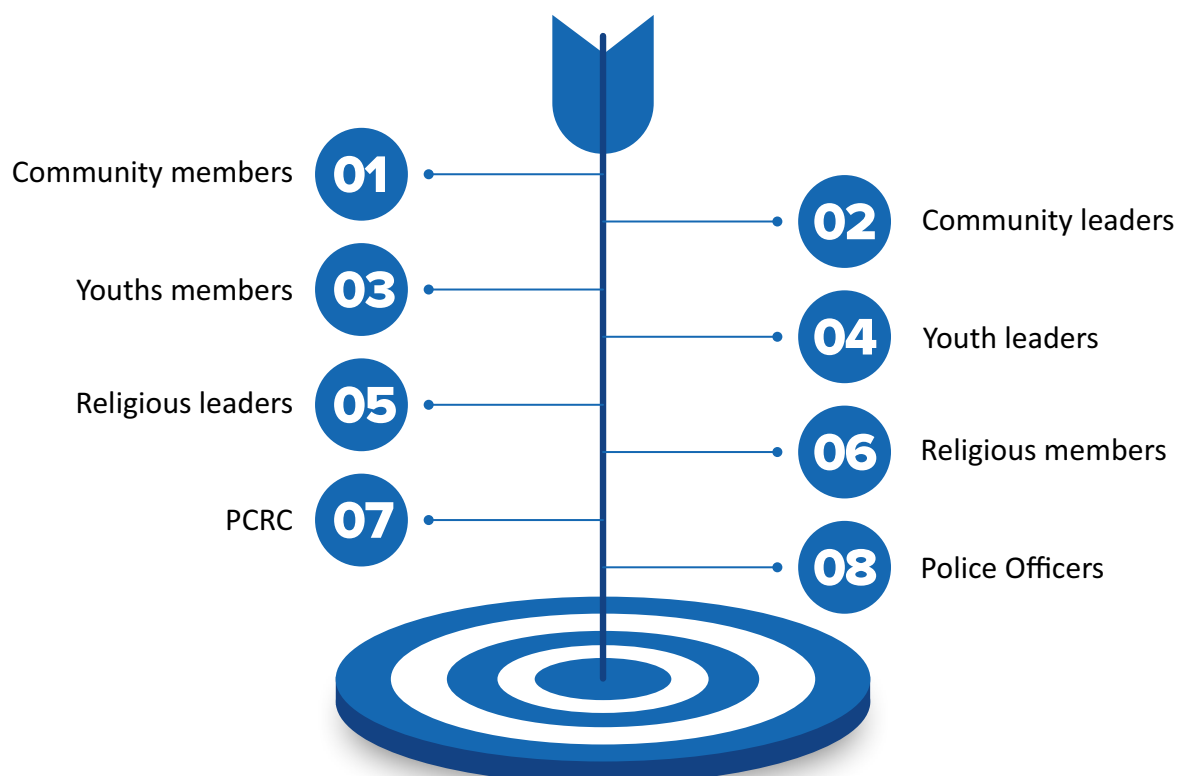 Community members
01
02
Community leaders
Youths members
03
04
Youth leaders
Religious leaders
05
06
Religious members
PCRC
07
08
Police Officers